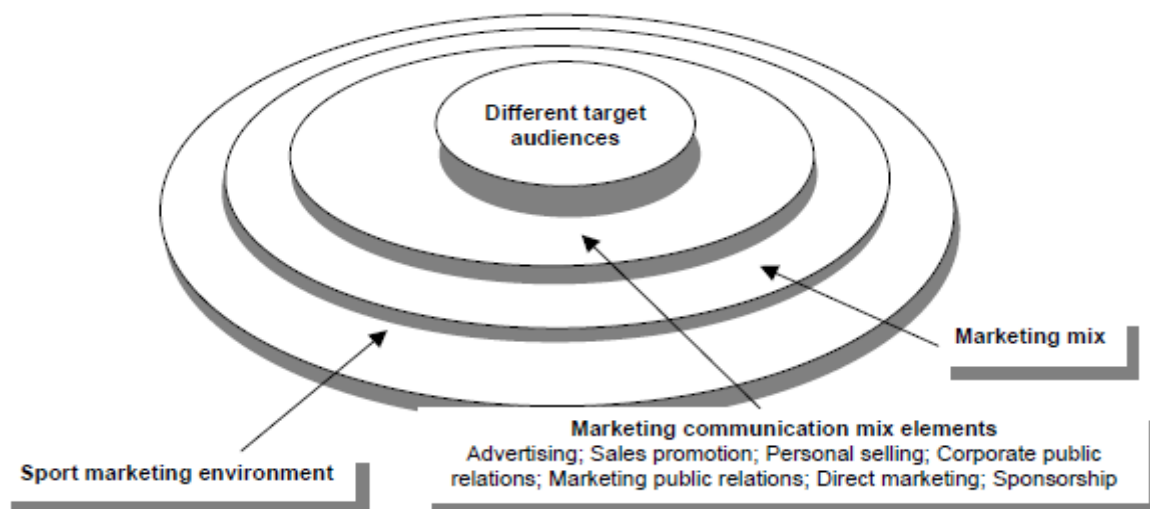 Different target
audiences
Marketing mix
Marketing communication mix elements
Advertising; Sales promotion; Personal selling; Corporate public
relations; Marketing public relations; Direct marketing; Sponsorship
Sport marketing environment